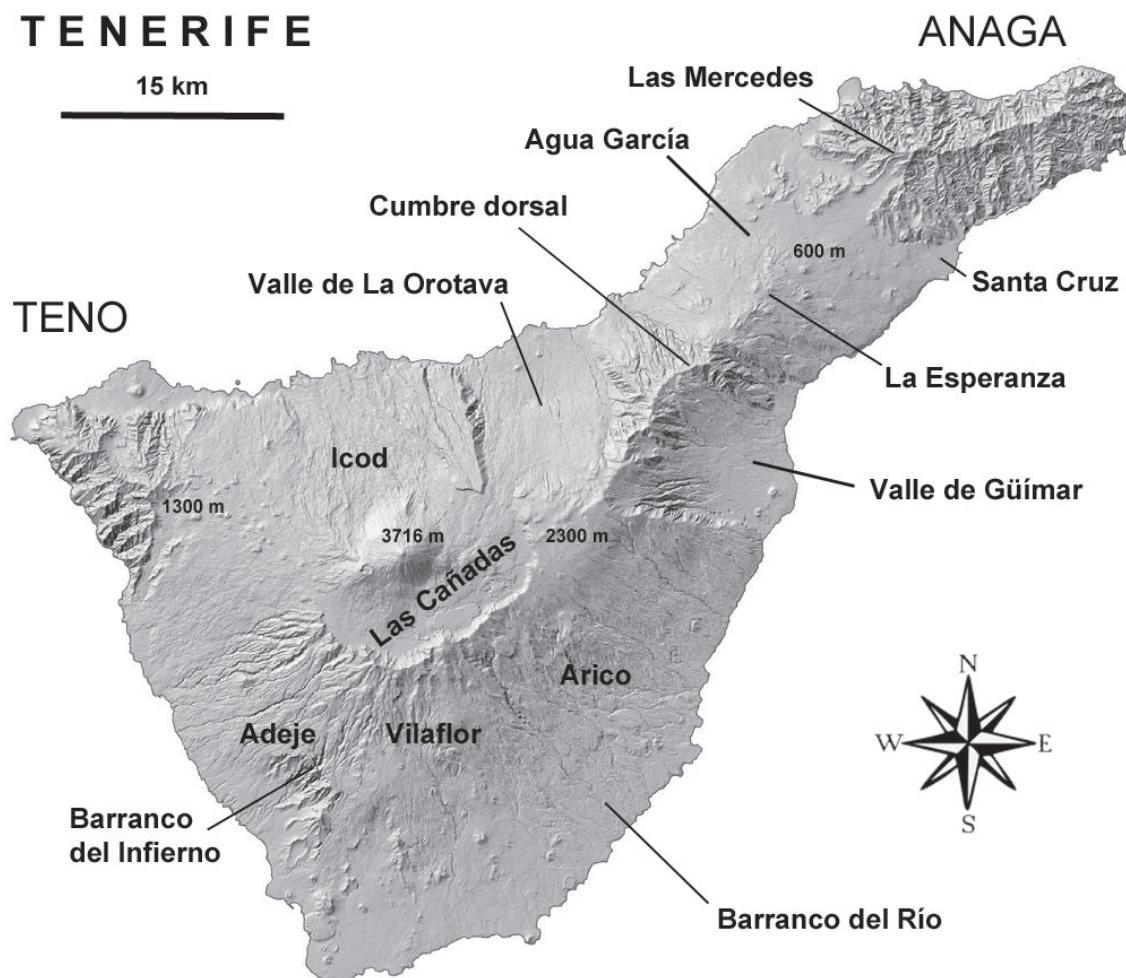 TENERIFE
15 km
ANAGA
Las Mercedes
Agua García
Cumbre dorsal
600 m
Valle de La Orotava
Santa Cruz
TENO
La Esperanza
Icod
Valle de Güímar
1300 m
3716 m
2300 m
Las Cañadas
Arico
N
Adeje
Vilaflor
W
E
Barranco
del Infierno
S
Barranco del Río